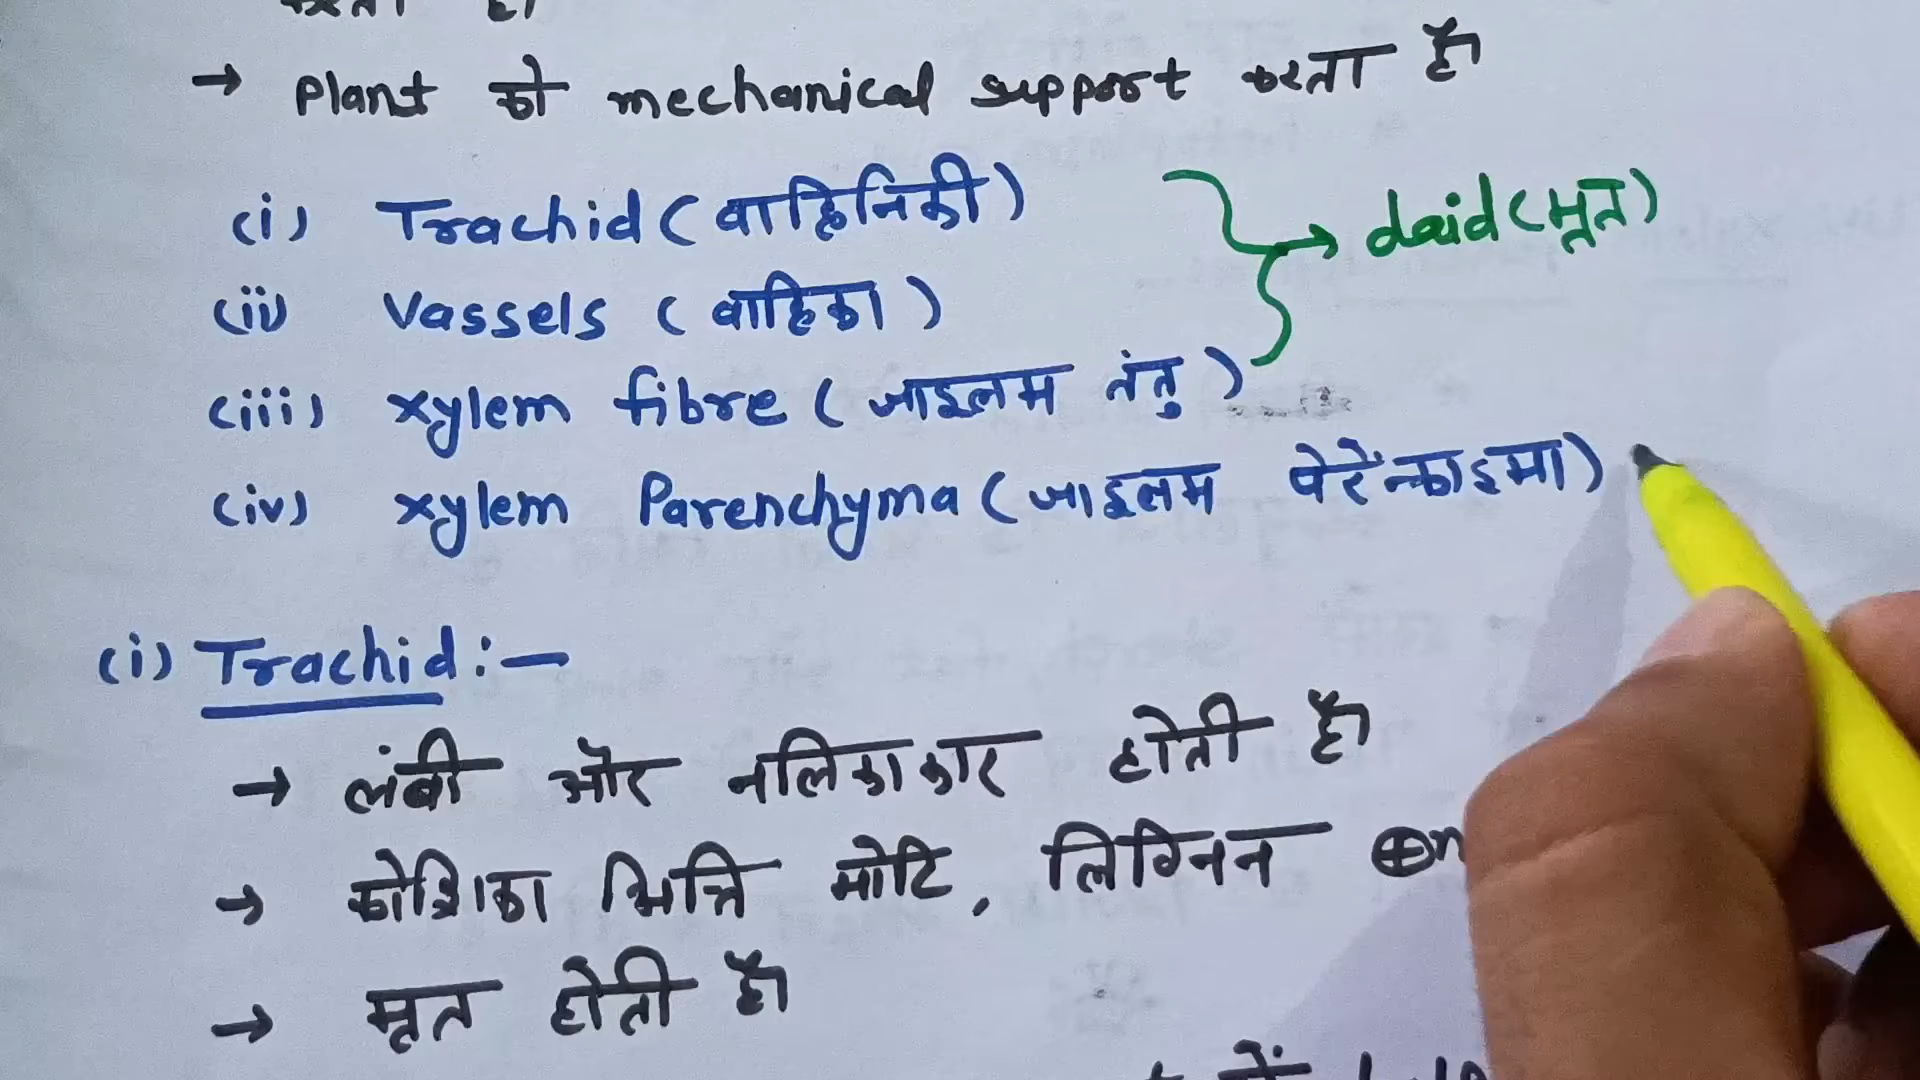 → Plant को mechanical support करता है।
(i) Trachid (वाहिनिकी)
→ daid (मृत)
(ii) Vassels (वाहिका)
(iii) xylem fibre (जाइलम तंतु)
(iv) xylem Parenchyma (जाइलम पेरेंन्काइमा)
(i) Trachid :—
→ लंबी और नलिकाकार होती है।
→ कोशिका भित्ति मोटि, लिग्निन ⊕n
→ मृत होती है।